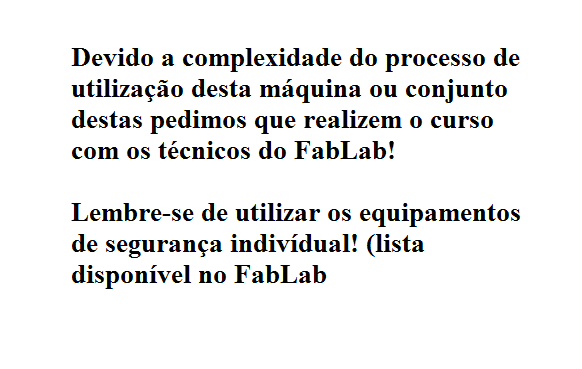 Devido a complexidade do processo de
utilização desta máquina ou conjunto
destas pedimos que realizem o curso
com os técnicos do FabLab!
Lembre-se de utilizar os equipamentos
de segurança indivídual! (lista
disponível no FabLab